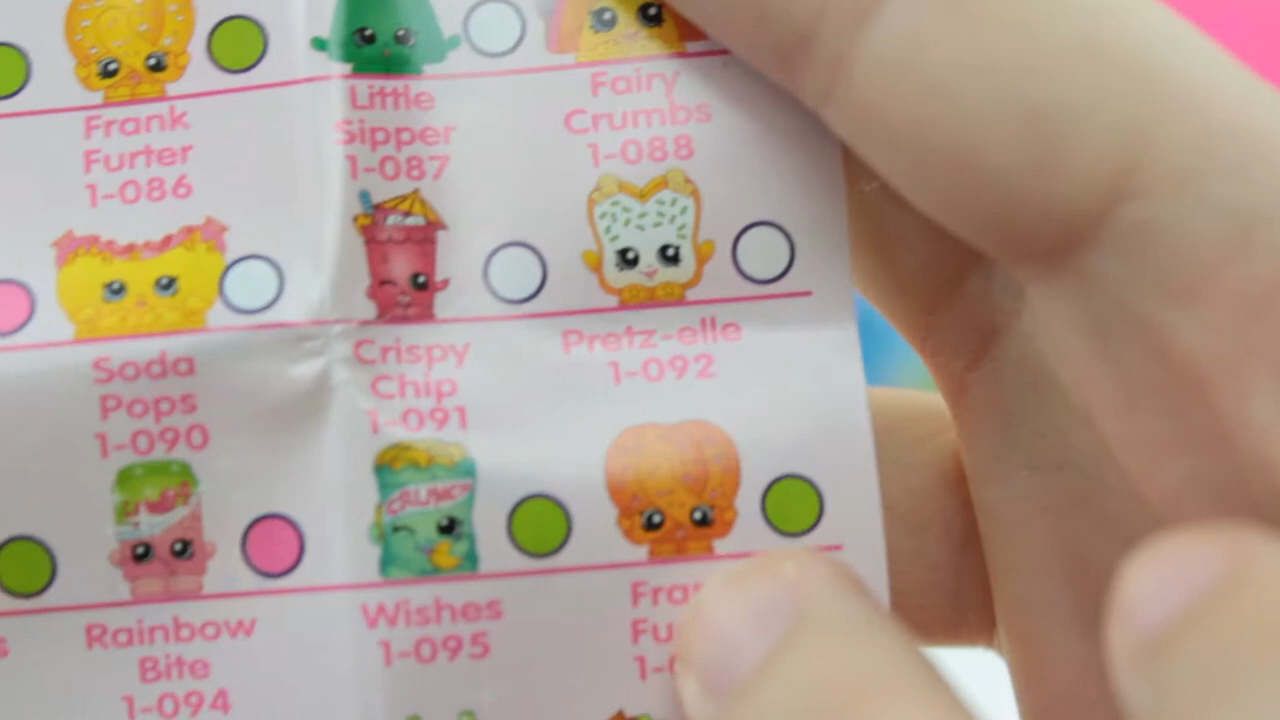 Frank
Furter
1-086
Little
Sipper
1-087
Fairy
Crumbs
1-088
Soda
Pops
1-090
Crispy
Chip
1-091
Pretz-elle
1-092
CRUNCH
Rainbow
Bite
1-094
Wishes
1-095